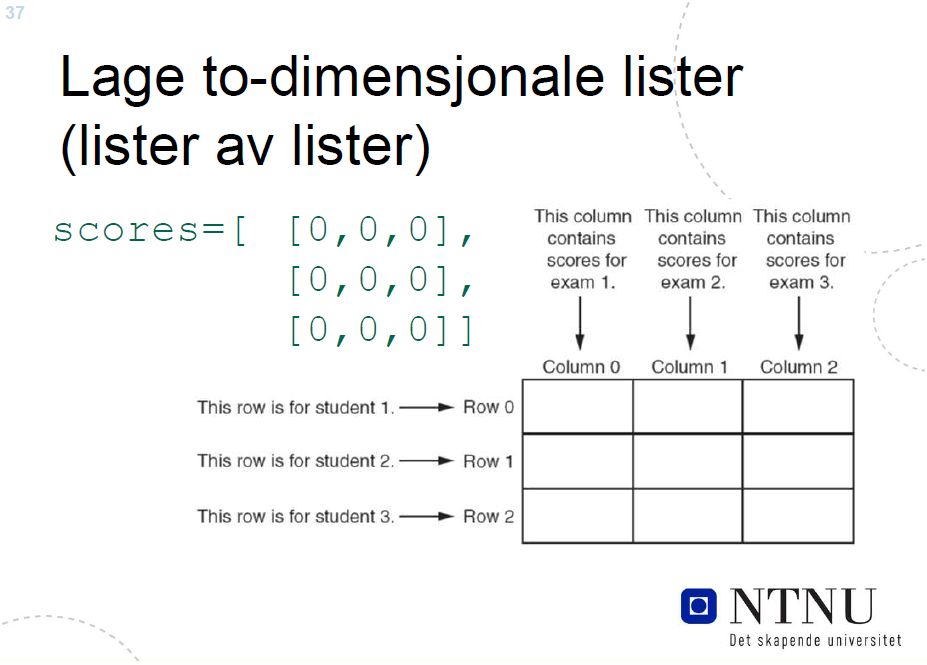 37
Lage to-dimensjonale lister
(lister av lister)
scores=[ [0,0,0],
[0,0,0],
[0,0,0]]
This column
contains
scores for
exam 1.
This column
contains
scores for
exam 2.
This column
contains
scores for
exam 3.
Column 0 Column 1 Column 2
This row is for student 1. Row 0
This row is for student 2. Row 1
This row is for student 3. Row 2
NTNU
Det skapende universitet